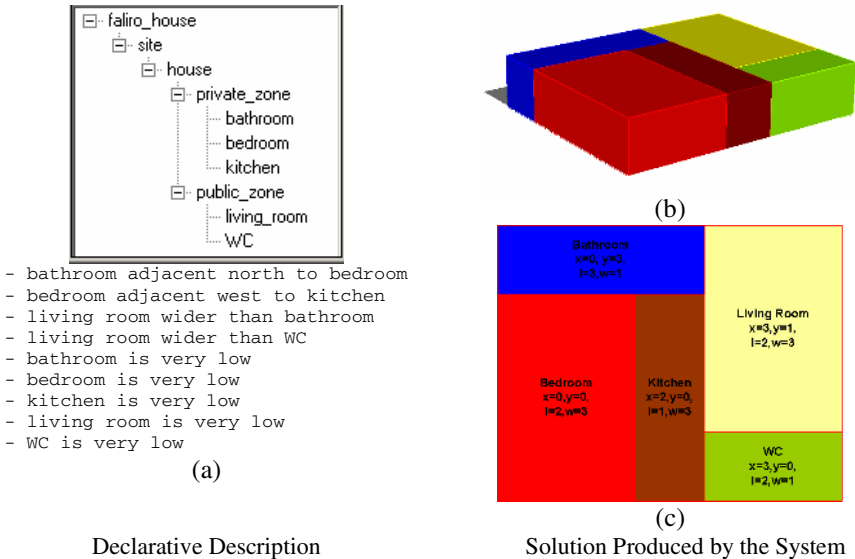 faliro_house
site
house
private_zone
bathroom
bedroom
kitchen
public_zone
living_room
WC
- bathroom adjacent north to bedroom
- bedroom adjacent west to kitchen
- living room wider than bathroom
- living room wider than WC
- bathroom is very low
- bedroom is very low
- kitchen is very low
- living room is very low
- WC is very low
(a)
Declarative Description
(b)
Bathroom
x=0, y=3,
l=3,w=1
Living Room
x=3,y=1,
l=2,w=3
Bedroom
x=0,y=0,
l=2,w=3
Kitchen
x=2,y=0,
l=1,w=3
WC
x=3,y=0,
l=2,w=1
(c)
Solution Produced by the System